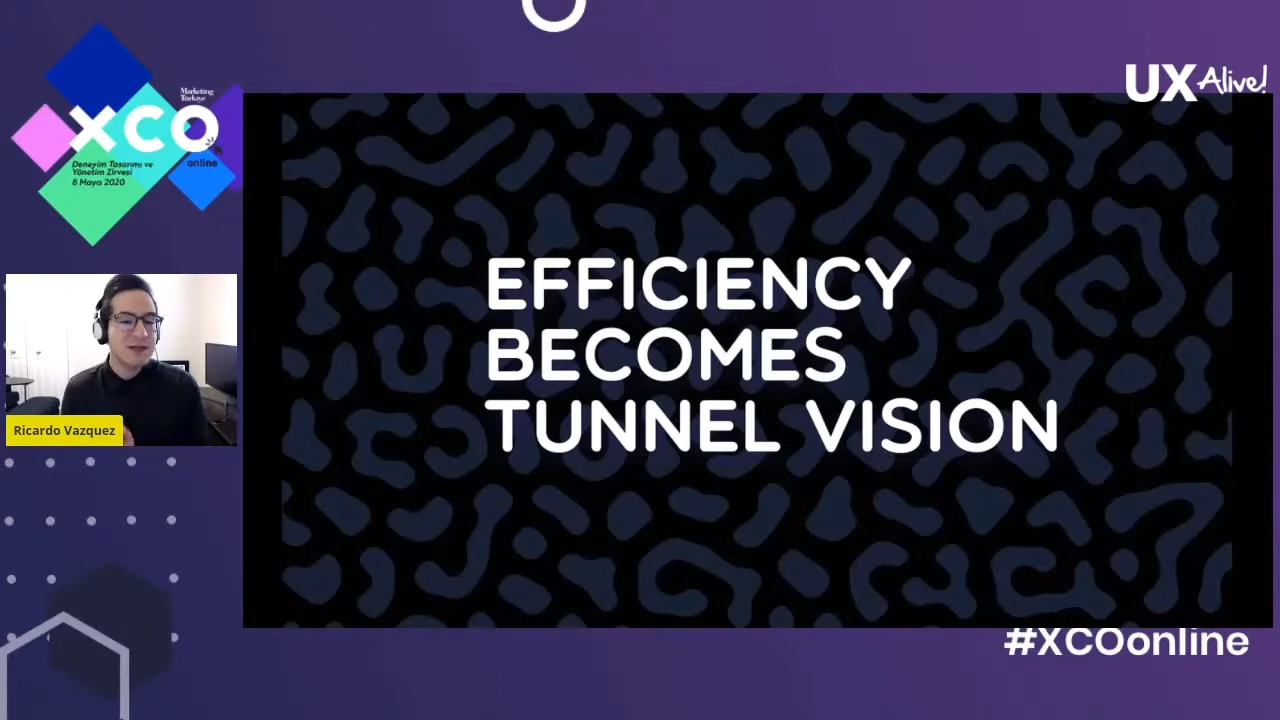 Marketing
Türkiye
XCO
online
Deneyim Tasarımı ve
Yönetim Zirvesi
8 Mayıs 2020
UX Alive!
EFFICIENCY
BECOMES
TUNNEL VISION
Ricardo Vazquez
#XCOonline